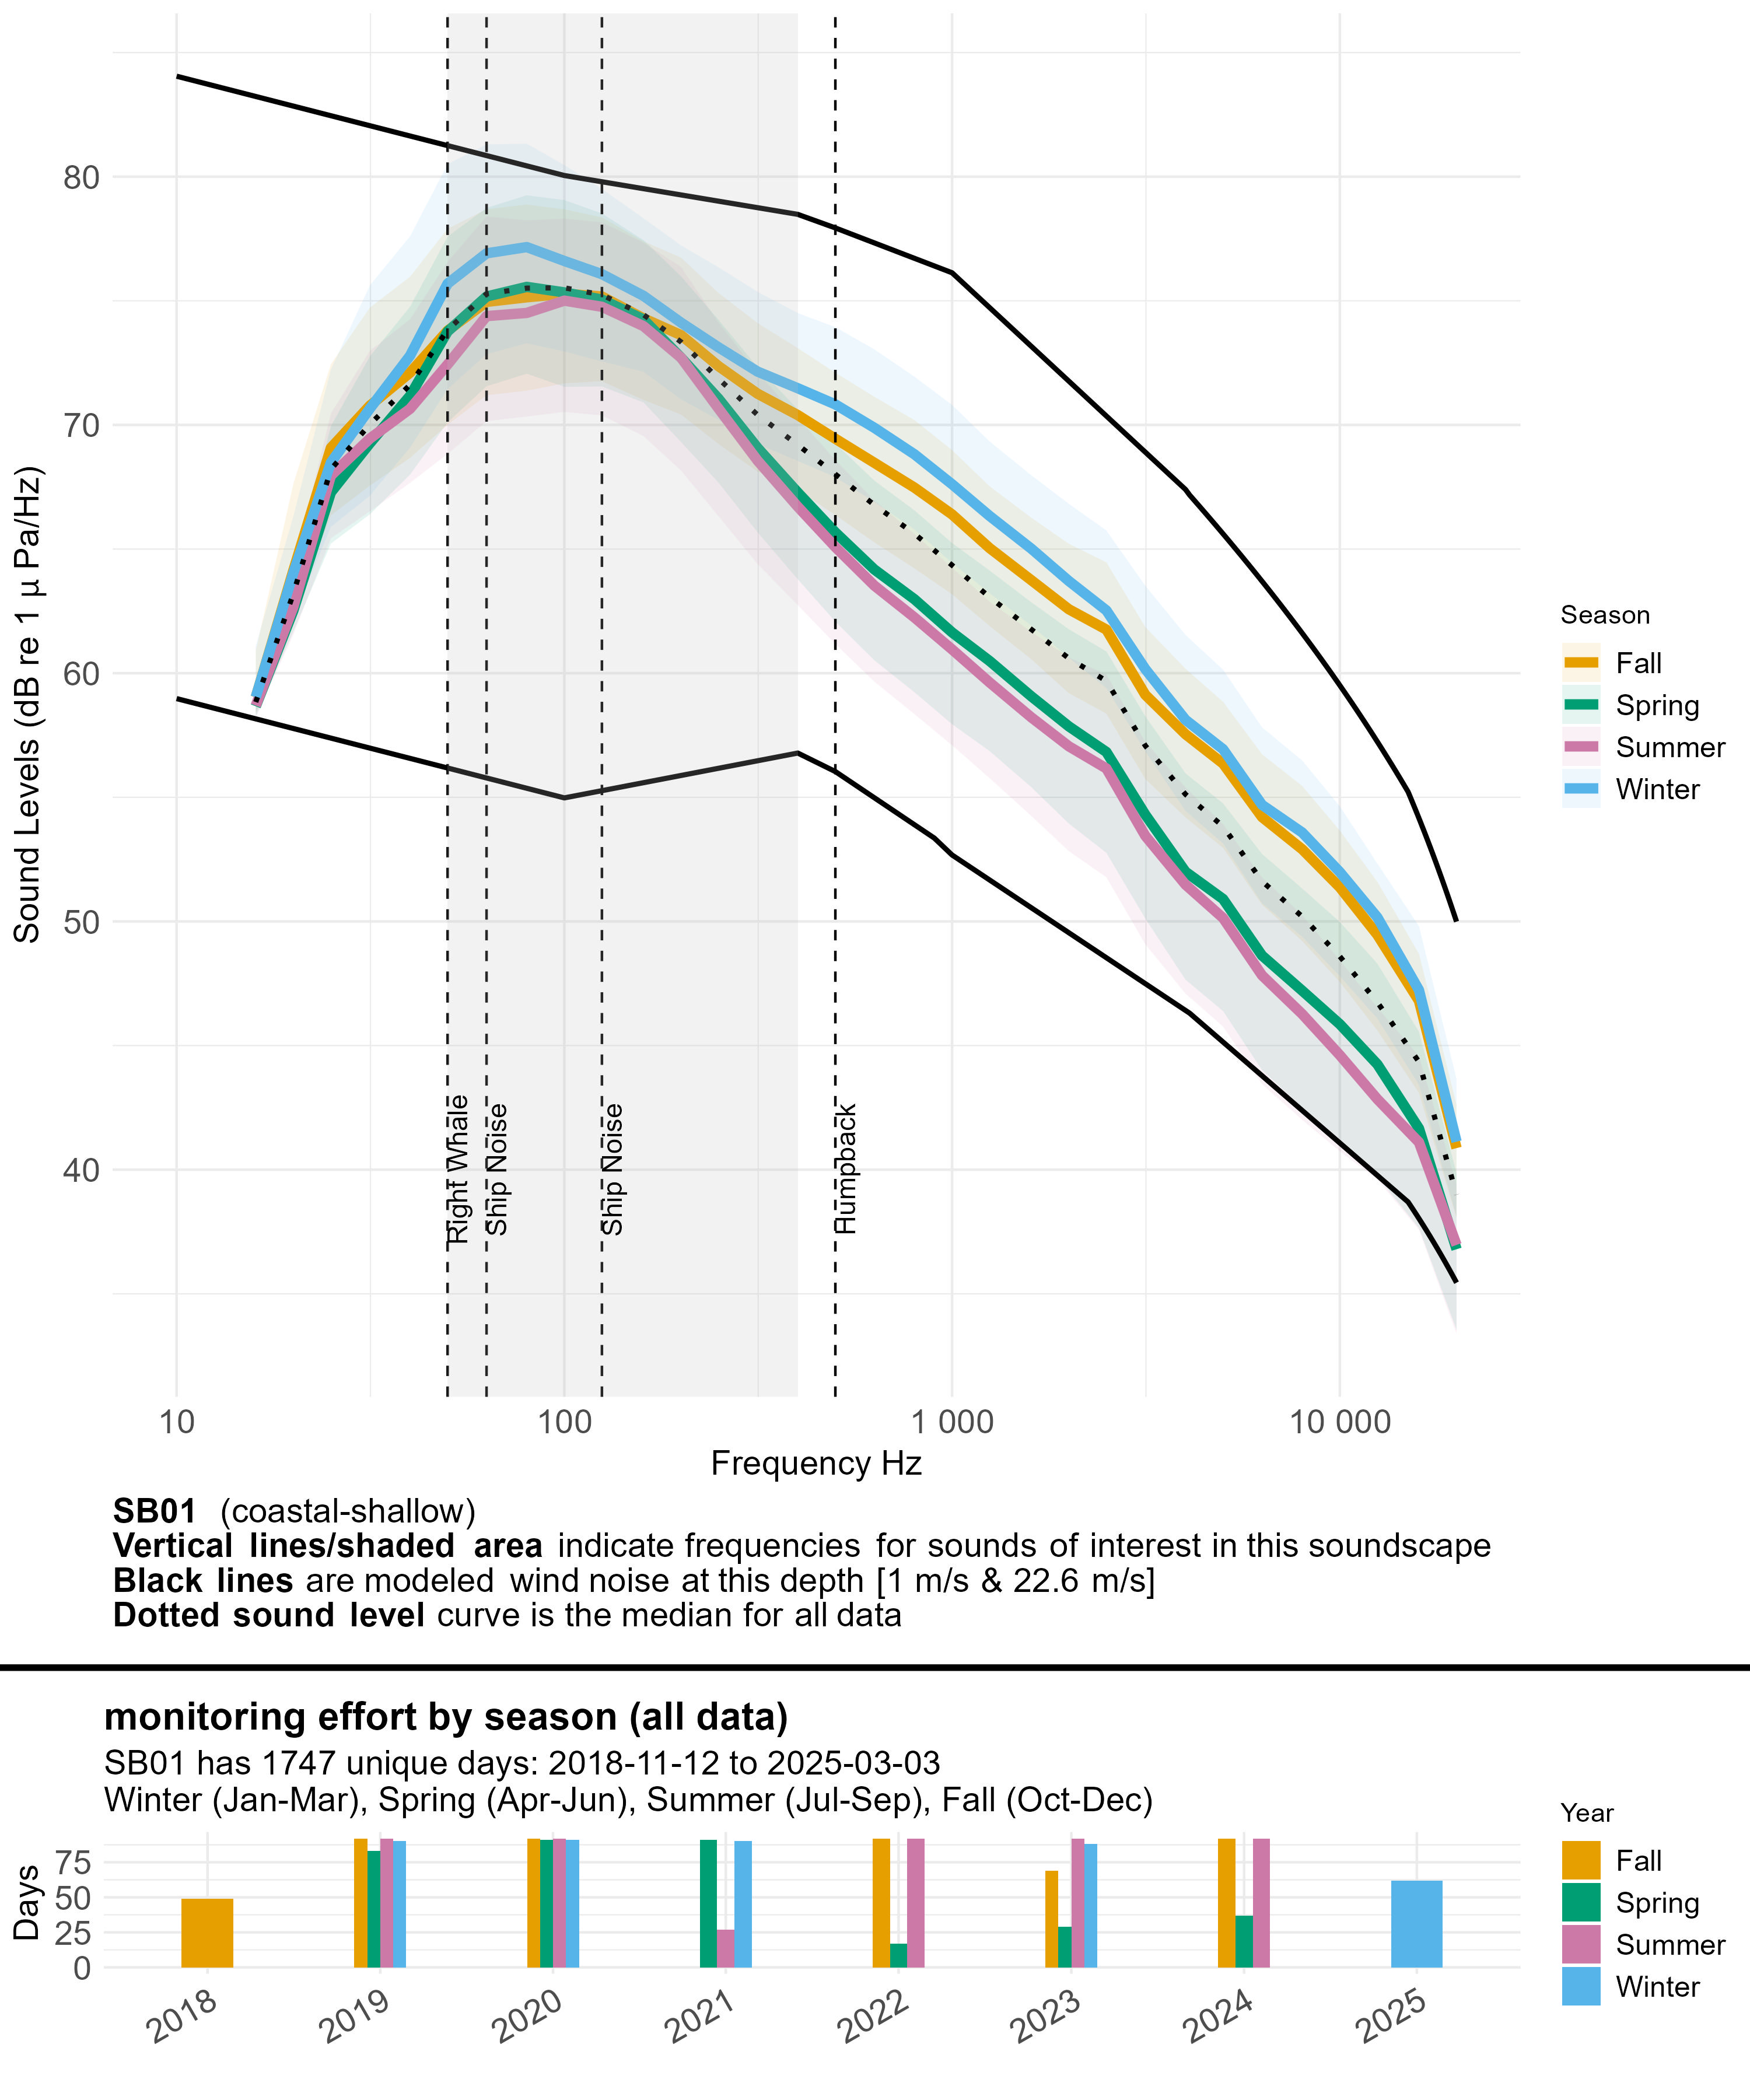 80
70
60
50
40
Sound Levels (dB re 1 µ Pa/Hz)
Right Whale
Ship Noise
Ship Noise
Humpback
10
100
1 000
10 000
Frequency Hz
Season
Fall
Spring
Summer
Winter
SB01 (coastal-shallow)
Vertical lines/shaded area indicate frequencies for sounds of interest in this soundscape
Black lines are modeled wind noise at this depth [1 m/s & 22.6 m/s]
Dotted sound level curve is the median for all data
monitoring effort by season (all data)
SB01 has 1747 unique days: 2018-11-12 to 2025-03-03
Winter (Jan-Mar), Spring (Apr-Jun), Summer (Jul-Sep), Fall (Oct-Dec)
Days
75
50
25
0
2018
2019
2020
2021
2022
2023
2024
2025
Year
Fall
Spring
Summer
Winter